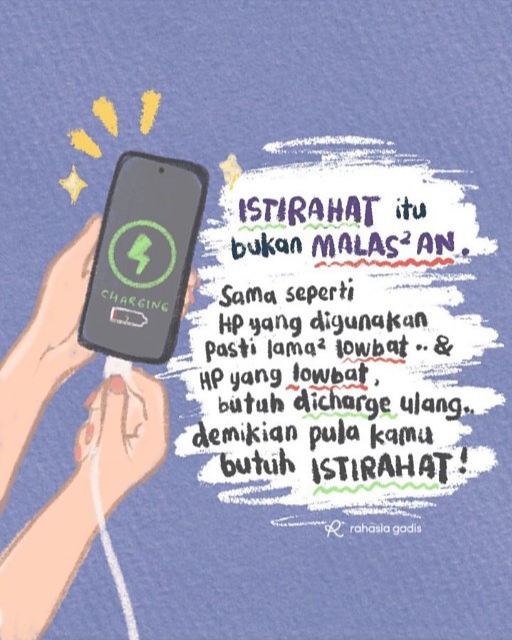 CHARGING
ISTIRAHAT itu
bukan MALAS² AN.
Sama seperti
HP yang digunakan
pasti lama² lowbat .. &
HP yang lowbat,
butuh dicharge ulang..
demikian pula kamu
butuh ISTIRAHAT!
R rahasia gadis